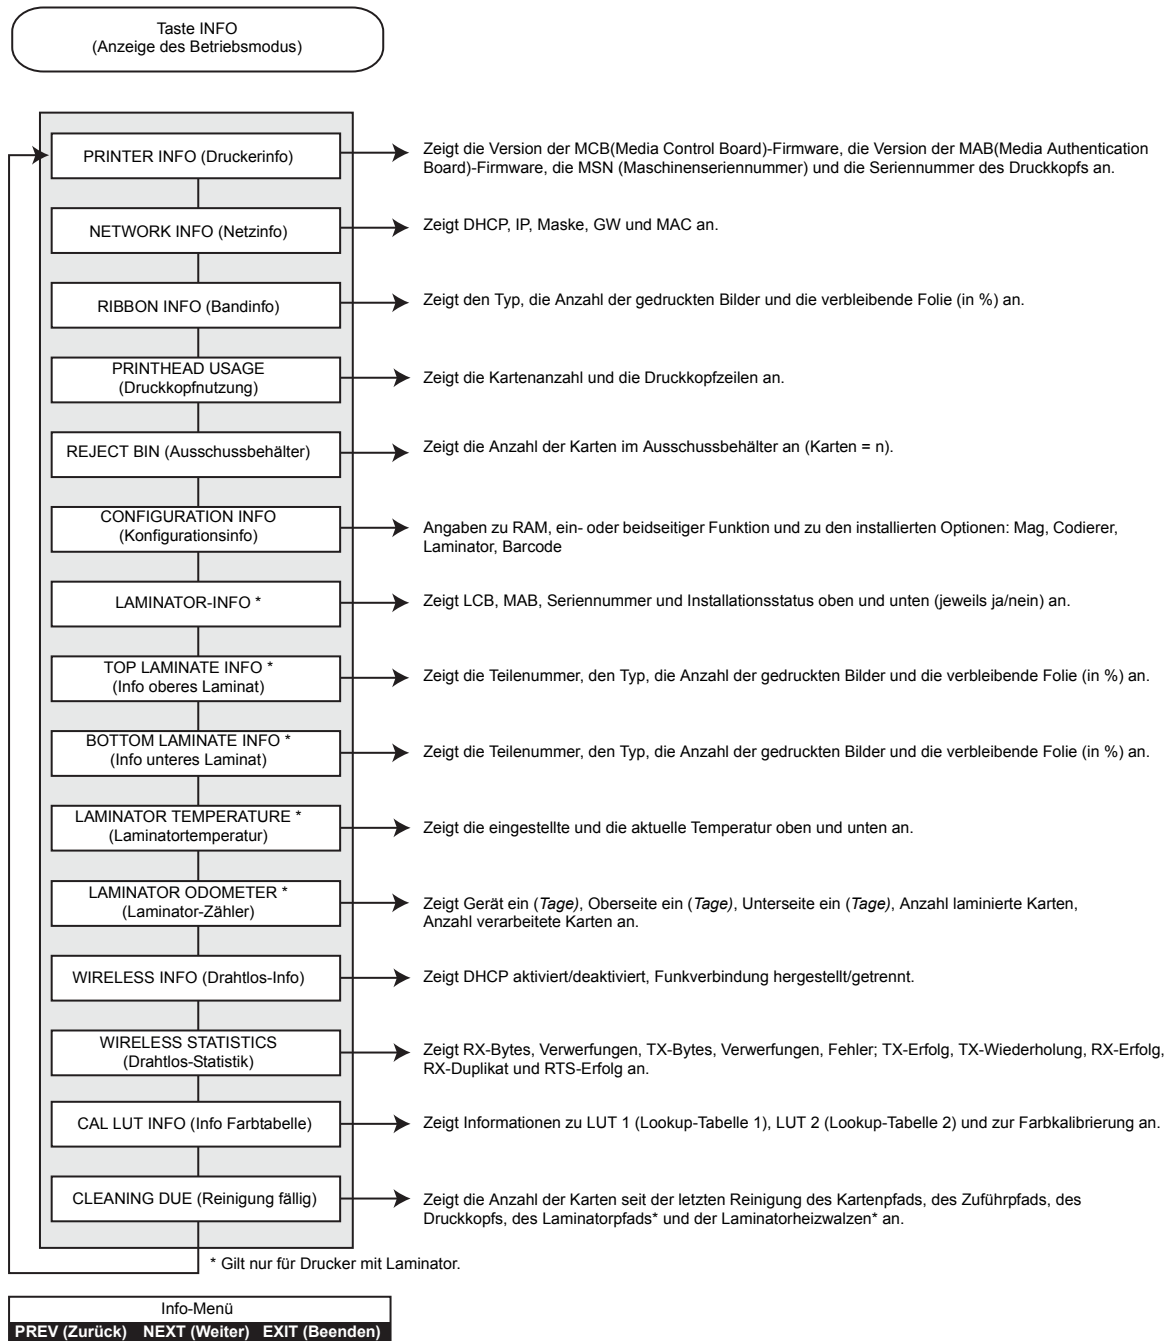 Taste INFO
(Anzeige des Betriebsmodus)
PRINTER INFO (Druckerinfo)
Zeigt die Version der MCB(Media Control Board)-Firmware, die Version der MAB(Media Authentication
Board)-Firmware, die MSN (Maschinenseriennummer) und die Seriennummer des Druckkopfs an.
NETWORK INFO (Netzinfo)
Zeigt DHCP, IP, Maske, GW und MAC an.
RIBBON INFO (Bandinfo)
Zeigt den Typ, die Anzahl der gedruckten Bilder und die verbleibende Folie (in %) an.
PRINTHEAD USAGE
(Druckkopfnutzung)
Zeigt die Kartenanzahl und die Druckkopfzeilen an.
REJECT BIN (Ausschussbehälter)
Zeigt die Anzahl der Karten im Ausschussbehälter an (Karten = n).
CONFIGURATION INFO
(Konfigurationsinfo)
Angaben zu RAM, ein- oder beidseitiger Funktion und zu den installierten Optionen: Mag, Codierer,
Laminator, Barcode
LAMINATOR-INFO *
Zeigt LCB, MAB, Seriennummer und Installationsstatus oben und unten (jeweils ja/nein) an.
TOP LAMINATE INFO *
(Info oberes Laminat)
Zeigt die Teilenummer, den Typ, die Anzahl der gedruckten Bilder und die verbleibende Folie (in %) an.
BOTTOM LAMINATE INFO *
(Info unteres Laminat)
Zeigt die Teilenummer, den Typ, die Anzahl der gedruckten Bilder und die verbleibende Folie (in %) an.
LAMINATOR TEMPERATURE *
(Laminatortemperatur)
Zeigt die eingestellte und die aktuelle Temperatur oben und unten an.
LAMINATOR ODOMETER *
(Laminator-Zähler)
Zeigt Gerät ein (Tage), Oberseite ein (Tage), Unterseite ein (Tage), Anzahl laminierte Karten,
Anzahl verarbeitete Karten an.
WIRELESS INFO (Drahtlos-Info)
Zeigt DHCP aktiviert/deaktiviert, Funkverbindung hergestellt/getrennt.
WIRELESS STATISTICS
(Drahtlos-Statistik)
Zeigt RX-Bytes, Verwerfungen, TX-Bytes, Verwerfungen, Fehler; TX-Erfolg, TX-Wiederholung, RX-Erfolg,
RX-Duplikat und RTS-Erfolg an.
CAL LUT INFO (Info Farbtabelle)
Zeigt Informationen zu LUT 1 (Lookup-Tabelle 1), LUT 2 (Lookup-Tabelle 2) und zur Farbkalibrierung an.
CLEANING DUE (Reinigung fällig)
Zeigt die Anzahl der Karten seit der letzten Reinigung des Kartenpfads, des Zuführpfads, des
Druckkopfs, des Laminatorpfads* und der Laminatorheizwalzen* an.
* Gilt nur für Drucker mit Laminator.
Info-Menü
PREV (Zurück) NEXT (Weiter) EXIT (Beenden)